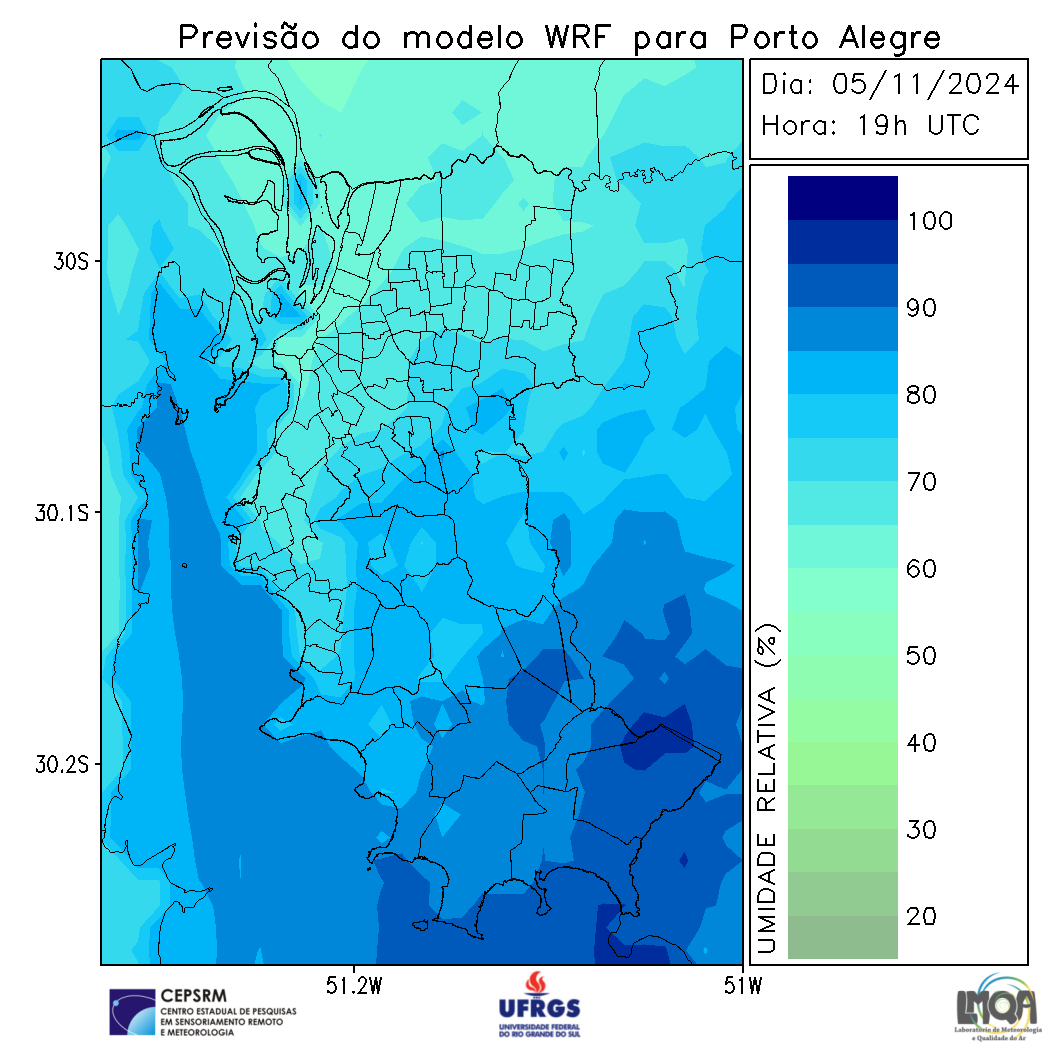 Previsão do modelo WRF para Porto Alegre
Dia: 05/11/2024
Hora: 19h UTC
30S
30.1S
30.2S
51.2W
51W
UMIDADE RELATIVA (%)
100
90
80
70
60
50
40
30
20
CEPSRM
CENTRO ESTADUAL DE PESQUISAS
EM SENSORIAMENTO REMOTO
E METEOROLOGIA
UFRGS
UNIVERSIDADE FEDERAL
DO RIO GRANDE DO SUL
LMQA
Laboratório de Meteorologia
e Qualidade do Ar